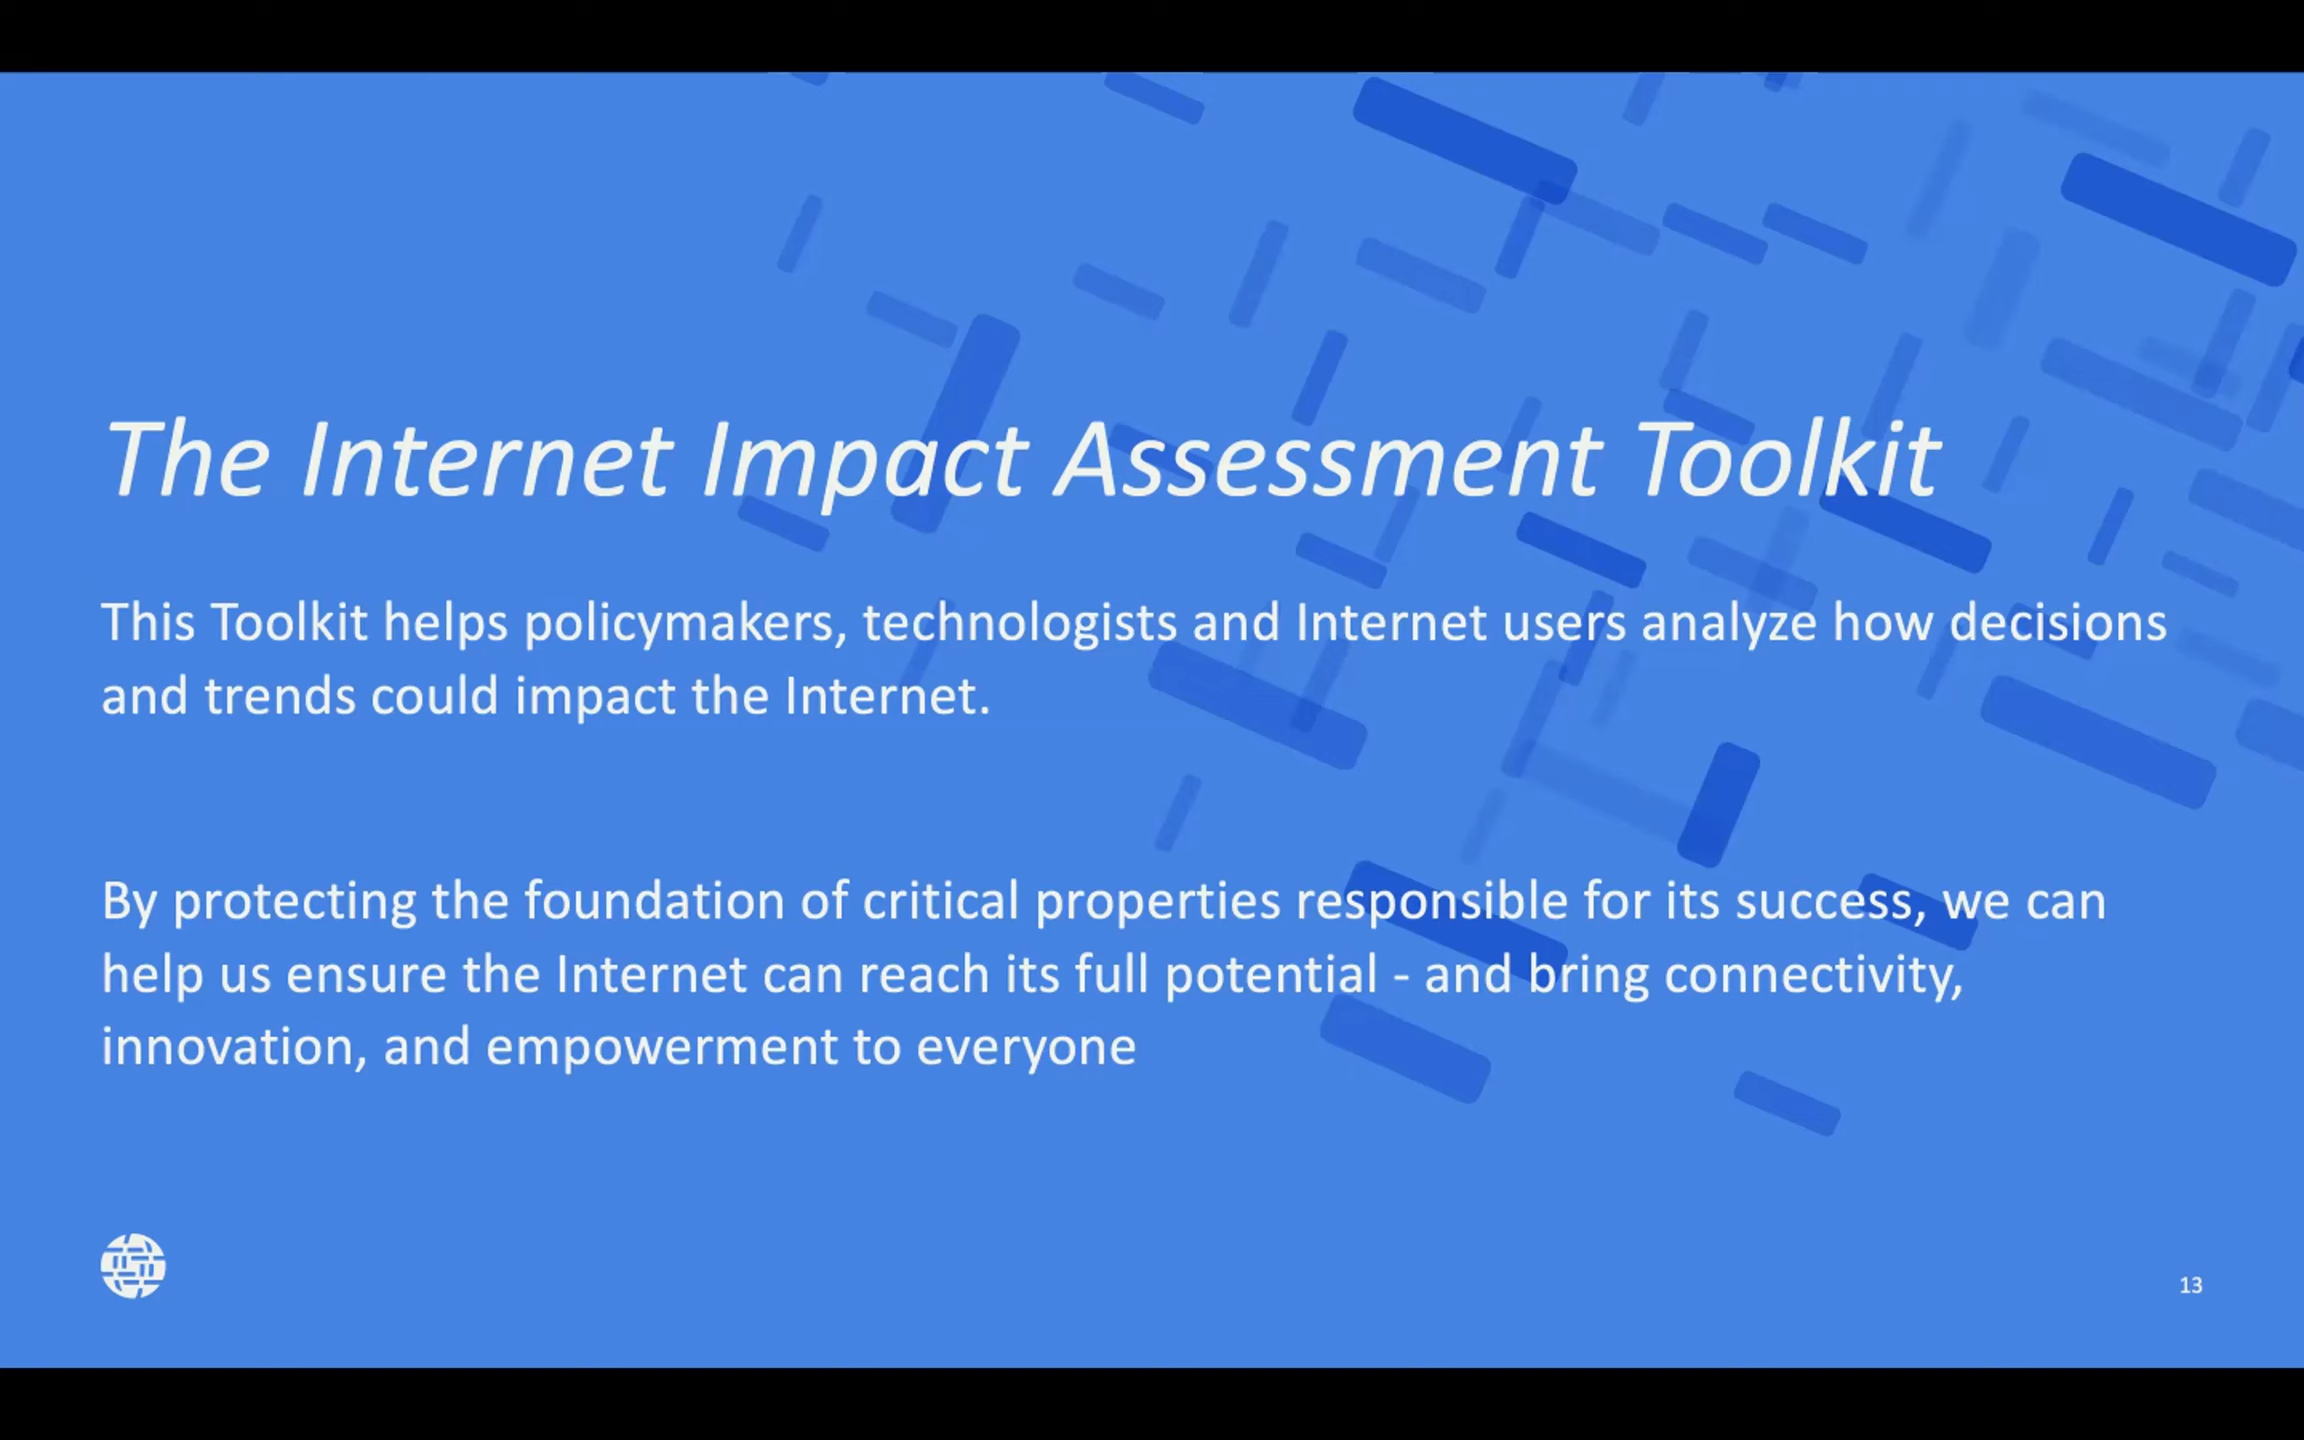 The Internet Impact Assessment Toolkit
This Toolkit helps policymakers, technologists and Internet users analyze how decisions
and trends could impact the Internet.
By protecting the foundation of critical properties responsible for its success, we can
help us ensure the Internet can reach its full potential - and bring connectivity,
innovation, and empowerment to everyone
13